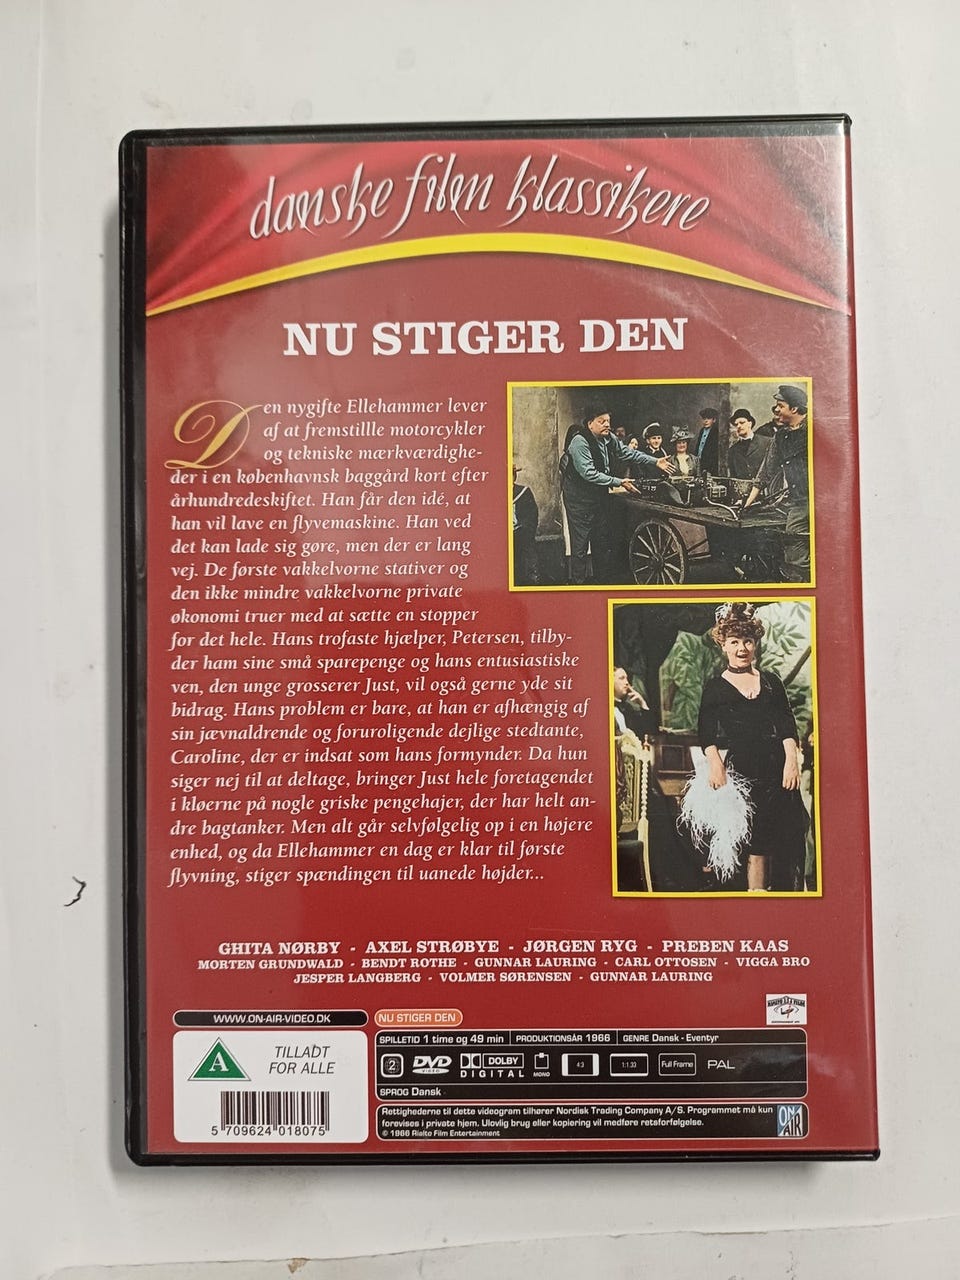 danske film klassikere
NU STIGER DEN
Den nygifte Ellehammer lever
af at fremstillle motorcykler
og tekniske mærkværdighe-
der i en københavnsk baggård kort efter
århundredeskiftet. Han får den idé, at
han vil lave en flyvemaskine. Han ved
det kan lade sig gøre, men der er lang
vej. De første vakkelvorne stativer og
den ikke mindre vakkelvorne private
økonomi truer med at sætte en stopper
for det hele. Hans trofaste hjælper, Petersen, tilby-
der ham sine små sparepenge og hans entusiastiske
ven, den unge grosserer Just, vil også gerne yde sit
bidrag. Hans problem er bare, at han er afhængig af
sin jævnaldrende og foruroligende dejlige stedtante,
Caroline, der er indsat som hans formynder. Da hun
siger nej til at deltage, bringer Just hele foretagendet
i kløerne på nogle griske pengehajer, der har helt an-
dre bagtanker. Men alt går selvfølgelig op i en højere
enhed, og da Ellehammer en dag er klar til første
flyvning, stiger spændingen til uanede højder...
GHITA NØRBY - AXEL STRØBYE - JØRGEN RYG - PREBEN KAAS
MORTEN GRUNDWALD - BENDT ROTHE - GUNNAR LAURING - CARL OTTOSEN - VIGGA BRO
JESPER LANGBERG - VOLMER SØRENSEN - GUNNAR LAURING
WWW.ON-AIR-VIDEO.DK
NU STIGER DEN
SPILLETID 1 time og 49 min PRODUKTIONSÅR 1966 GENRE Dansk - Eventyr
A TILLADT
FOR ALLE
2 DVD VIDEO DOLBY DIGITAL MONO 4:3 1:1.33 Full Frame PAL
SPROG Dansk
Rettighederne til dette videogram tilhører Nordisk Trading Company A/S. Programmet må kun
forevises i private hjem. Ulovlig brug eller kopiering vil medføre retsforfølgelse.
© 1966 Rialto Film Entertainment
ON AIR
5 709624 018075